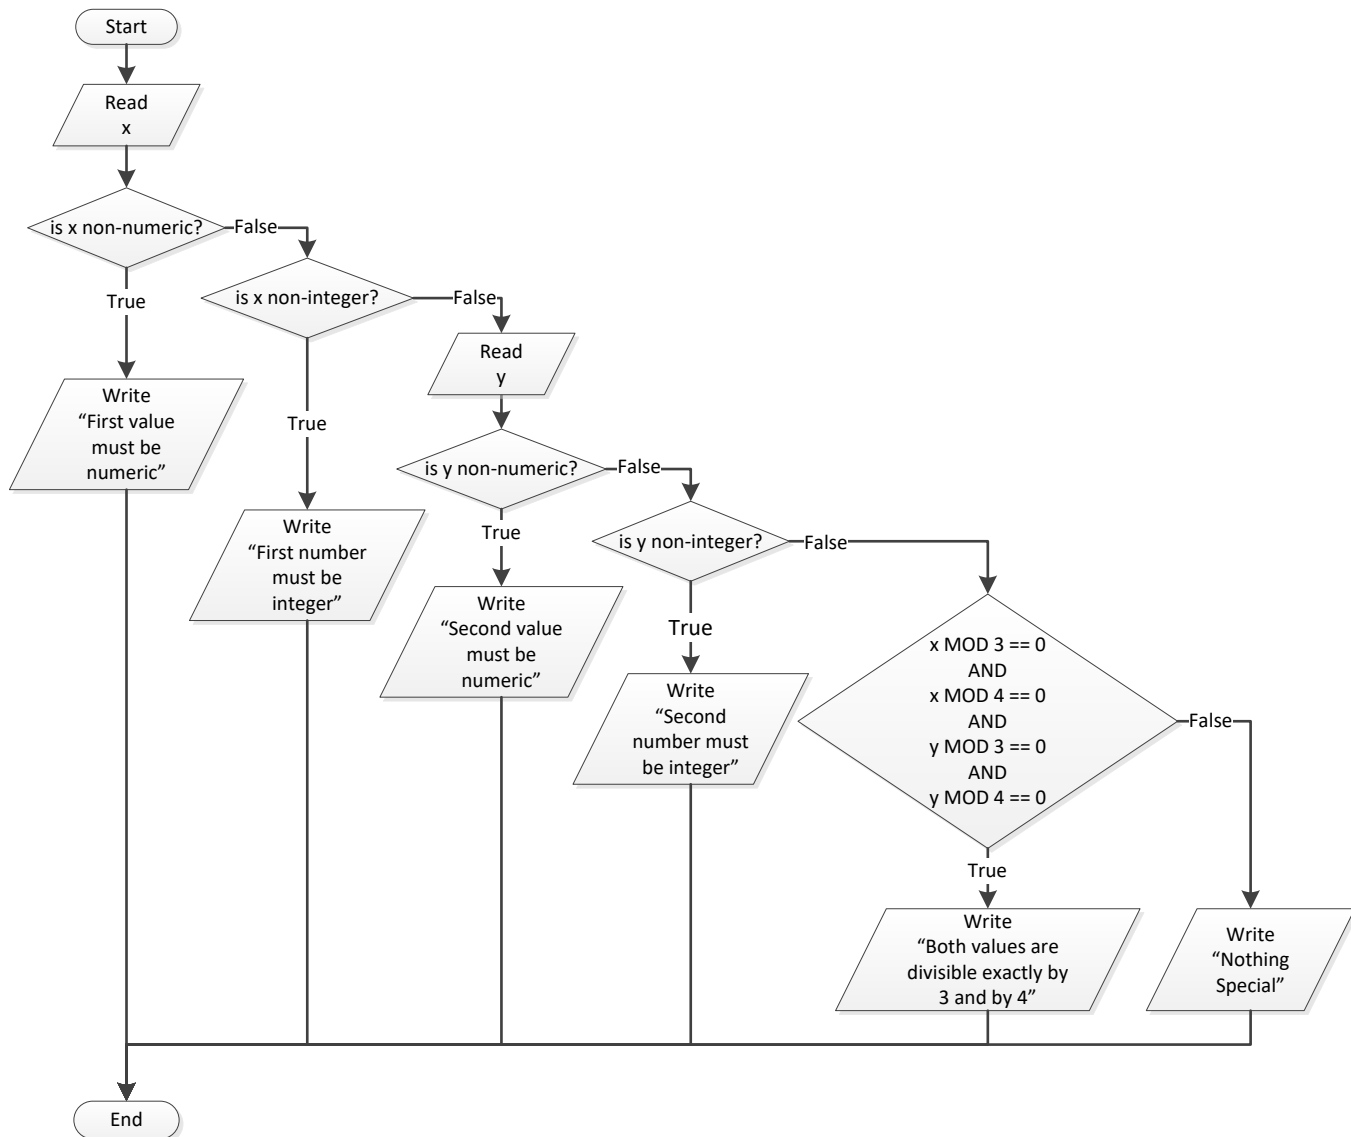 Start
Read
x
is x non-numeric?
False
True
is x non-integer?
False
True
Read
y
Write
“First value
must be
numeric”
is y non-numeric?
False
True
Write
“First number
must be
integer”
is y non-integer?
False
True
Write
“Second value
must be
numeric”
Write
“Second
number must
be integer”
x MOD 3 == 0
AND
x MOD 4 == 0
AND
y MOD 3 == 0
AND
y MOD 4 == 0
False
True
Write
“Both values are
divisible exactly by
3 and by 4”
Write
“Nothing
Special”
End